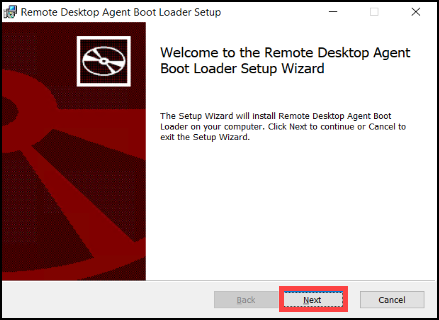 Remote Desktop Agent Boot Loader Setup
Welcome to the Remote Desktop Agent
Boot Loader Setup Wizard
The Setup Wizard will install Remote Desktop Agent Boot
Loader on your computer. Click Next to continue or Cancel to
exit the Setup Wizard.
Back Next Cancel